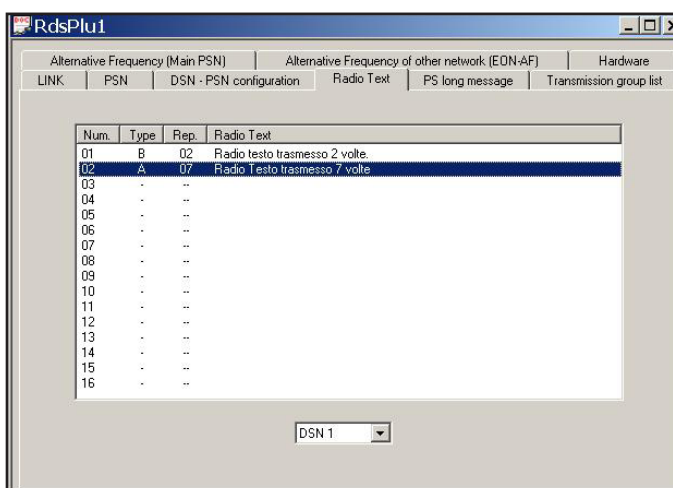 RdsPlu1
Alternative Frequency (Main PSN) Alternative Frequency of other network (EON-AF) Hardware
LINK PSN DSN - PSN configuration Radio Text PS long message Transmission group list
Num. Type Rep. Radio Text
01 B 02 Radio testo trasmesso 2 volte.
02 A 07 Radio Testo trasmesso 7 volte
03 - --
04 - --
05 - --
06 - --
07 - --
08 - --
09 - --
10 - --
11 - --
12 - --
13 - --
14 - --
15 - --
16 - --
DSN 1